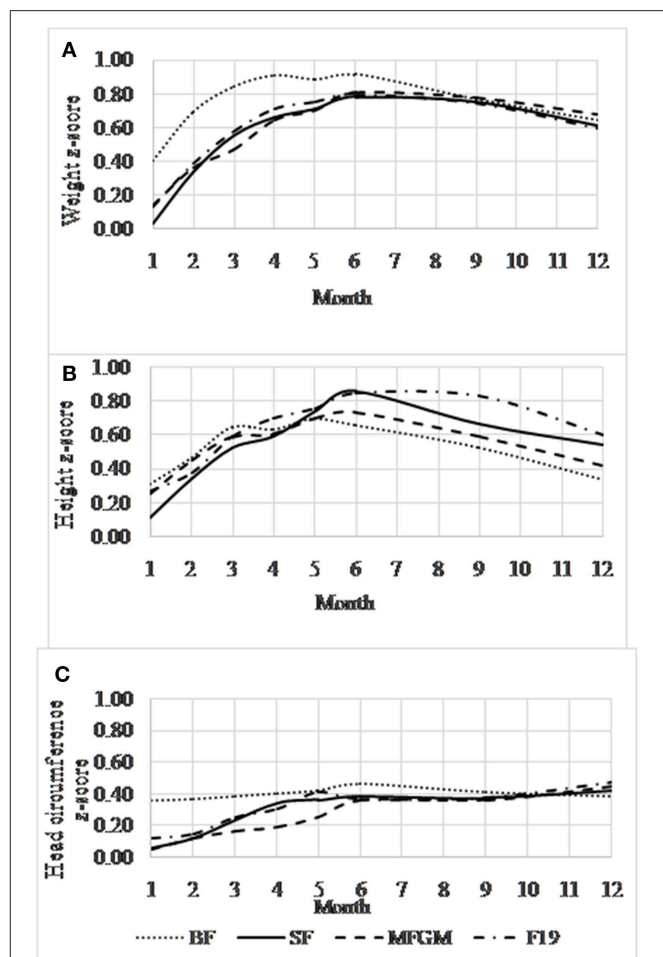 A
Weight z-score
1.00
0.80
0.60
0.40
0.20
0.00
1 2 3 4 5 6 7 8 9 10 11 12
Month
B
Height z-score
1.00
0.80
0.60
0.40
0.20
0.00
1 2 3 4 5 6 7 8 9 10 11 12
Month
C
Head circumference
z-score
1.00
0.80
0.60
0.40
0.20
0.00
1 2 3 4 5 6 7 8 9 10 11 12
Month
BF SF MFGM F19